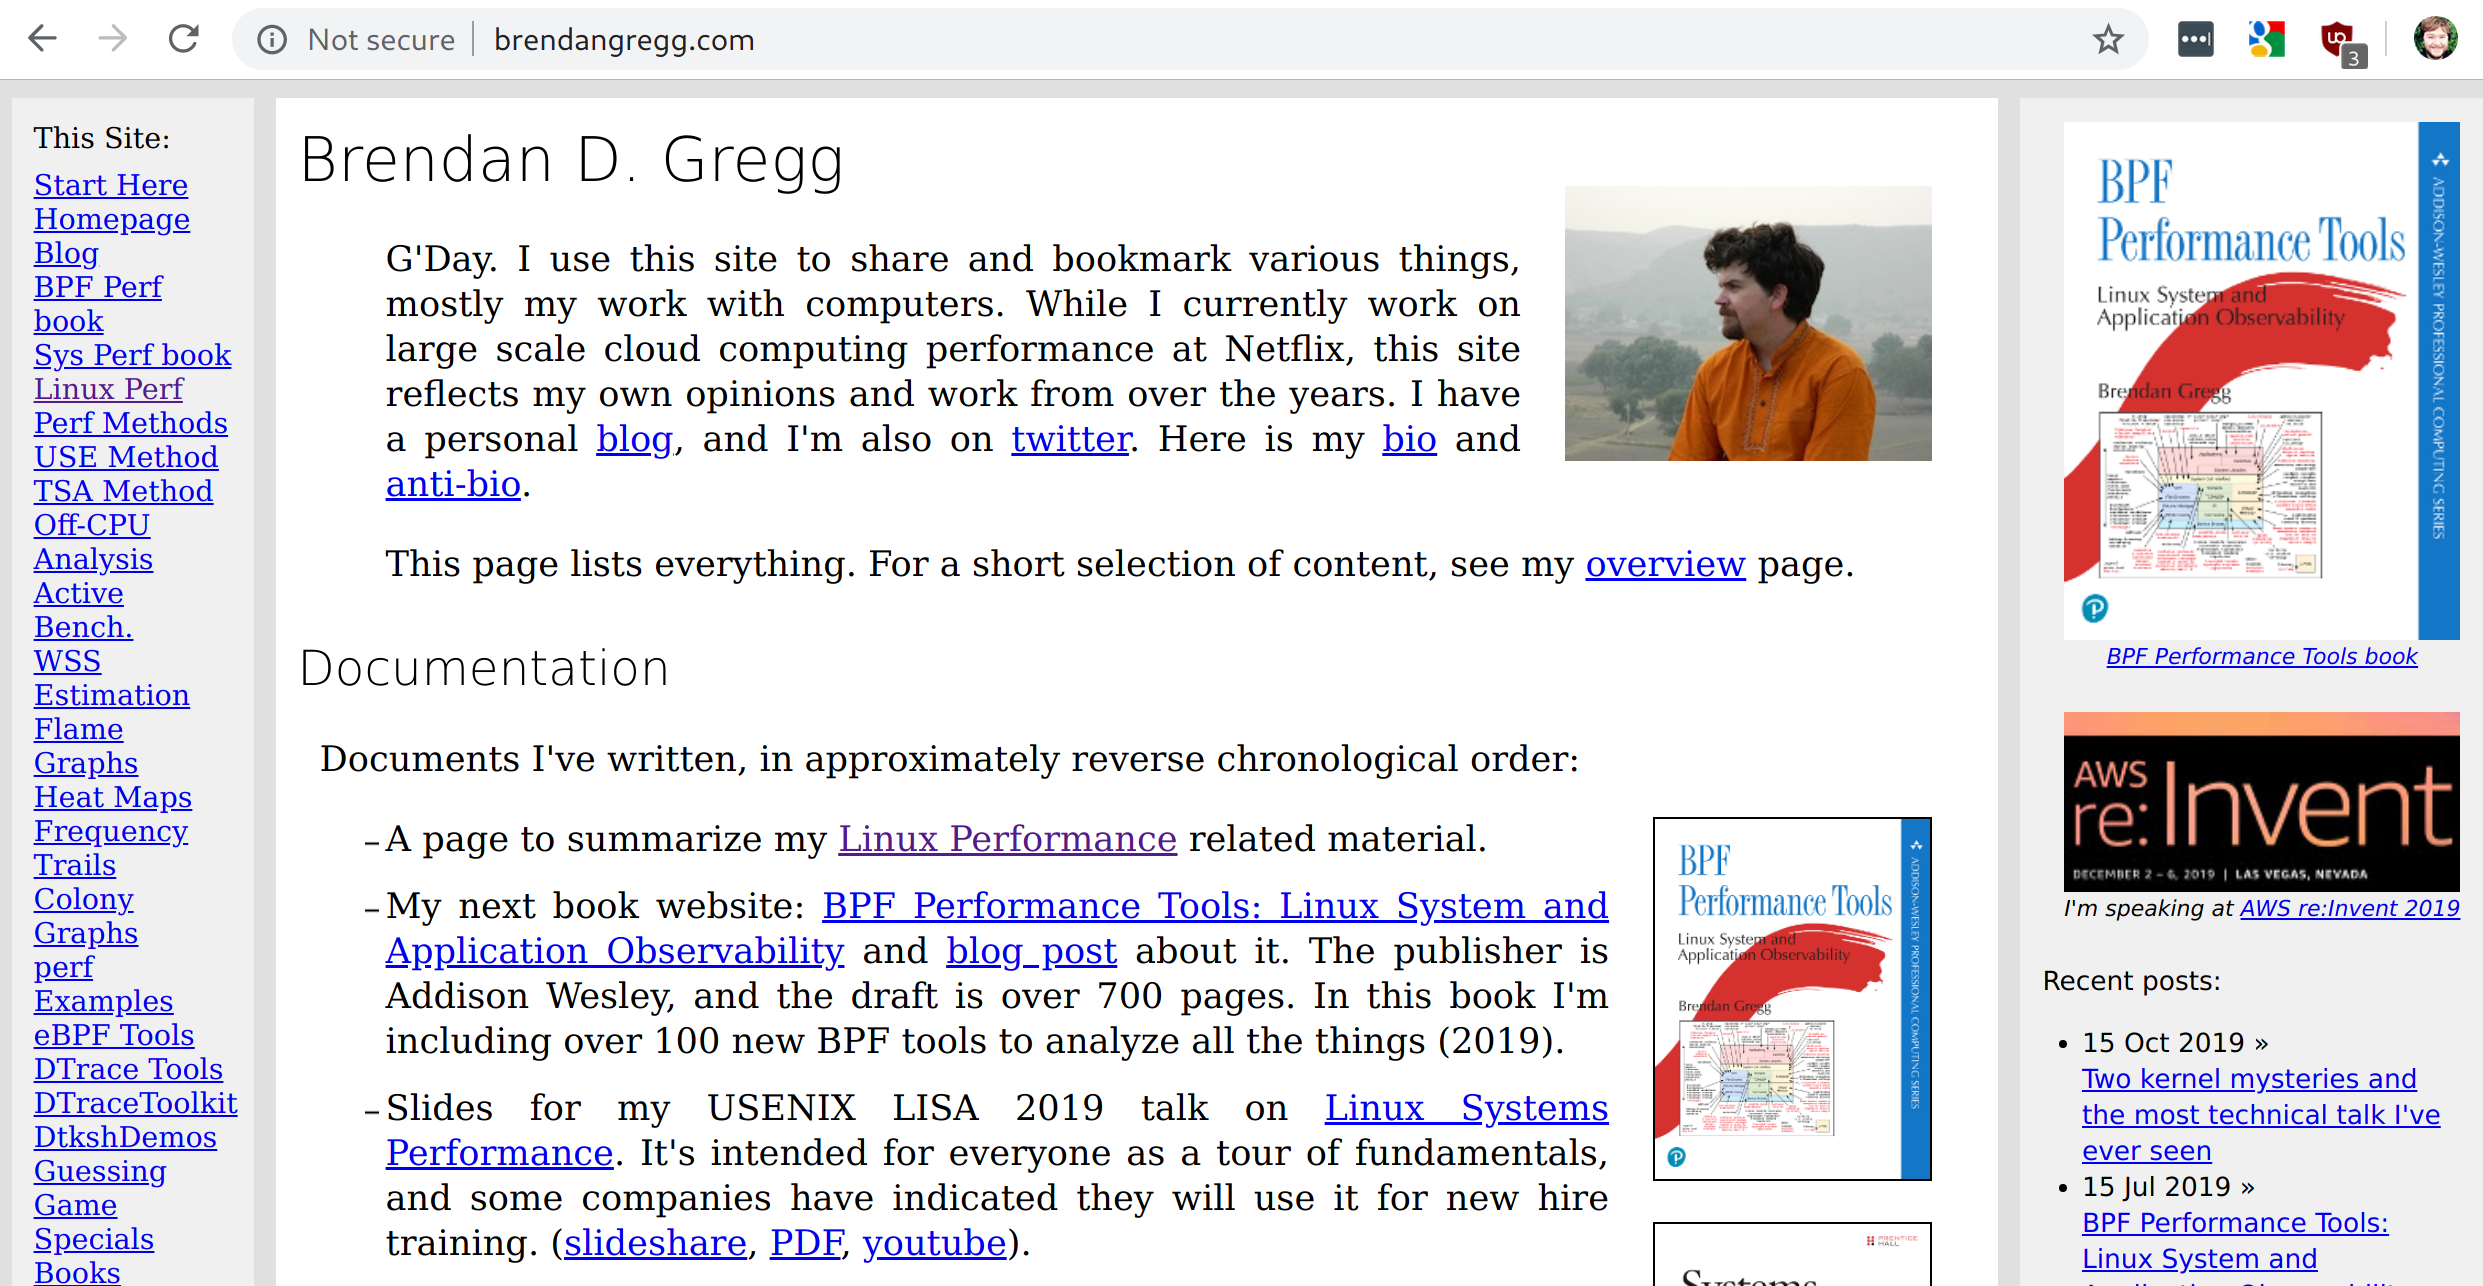 Not secure
brendangregg.com
3
This Site:
Start Here
Homepage
Blog
BPF Perf
book
Sys Perf book
Linux Perf
Perf Methods
USE Method
TSA Method
Off-CPU
Analysis
Active
Bench.
WSS
Estimation
Flame
Graphs
Heat Maps
Frequency
Trails
Colony
Graphs
perf
Examples
eBPF Tools
DTrace Tools
DTraceToolkit
DtkshDemos
Guessing
Game
Specials
Books
Brendan D. Gregg
G'Day. I use this site to share and bookmark various things,
mostly my work with computers. While I currently work on
large scale cloud computing performance at Netflix, this site
reflects my own opinions and work from over the years. I have
a personal blog, and I'm also on twitter. Here is my bio and
anti-bio.
This page lists everything. For a short selection of content, see my overview page.
Documentation
Documents I've written, in approximately reverse chronological order:
– A page to summarize my Linux Performance related material.
– My next book website: BPF Performance Tools: Linux System and
Application Observability and blog post about it. The publisher is
Addison Wesley, and the draft is over 700 pages. In this book I'm
including over 100 new BPF tools to analyze all the things (2019).
– Slides for my USENIX LISA 2019 talk on Linux Systems
Performance. It's intended for everyone as a tour of fundamentals,
and some companies have indicated they will use it for new hire
training. (slideshare, PDF, youtube).
BPF
Performance Tools
Linux System and
Application Observability
Brendan Gregg
ADDISON-WESLEY PROFESSIONAL COMPUTING SERIES
PRENTICE
HALL
Systems
BPF
Performance Tools
Linux System and
Application Observability
Brendan Gregg
ADDISON-WESLEY PROFESSIONAL COMPUTING SERIES
BPF Performance Tools book
AWS
re:Invent
DECEMBER 2 – 6, 2019 | LAS VEGAS, NEVADA
I'm speaking at AWS re:Invent 2019
Recent posts:
• 15 Oct 2019 »
Two kernel mysteries and
the most technical talk I've
ever seen
• 15 Jul 2019 »
BPF Performance Tools:
Linux System and